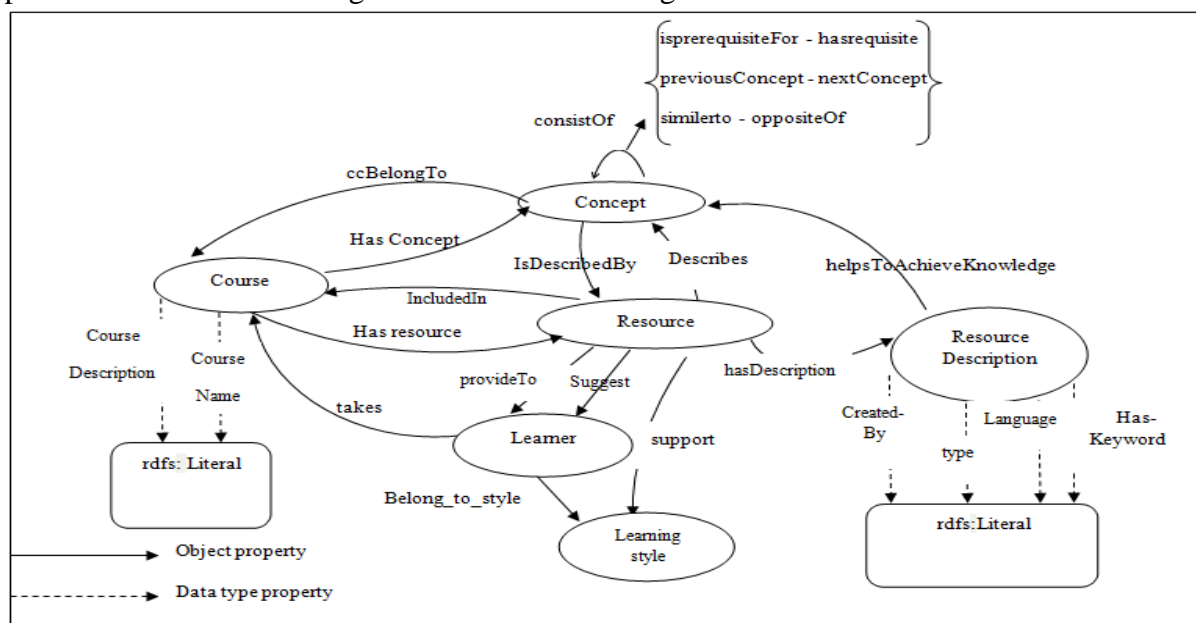 isprerequisiteFor - hasrequisite
previousConcept - nextConcept
similerto - oppositeOf
consistOf
ccBelongTo
Concept
Has Concept
IsDescribedBy
Describes
helpsToAchieveKnowledge
Course
IncludedIn
Resource
Has resource
Resource
Description
Course
Description
Course
Name
hasDescription
provideTo
Suggest
takes
Created-
By
Language
Has-
Keyword
type
Learner
support
rdfs: Literal
Belong_to_style
rdfs:Literal
Learning
style
Object property
Data type property